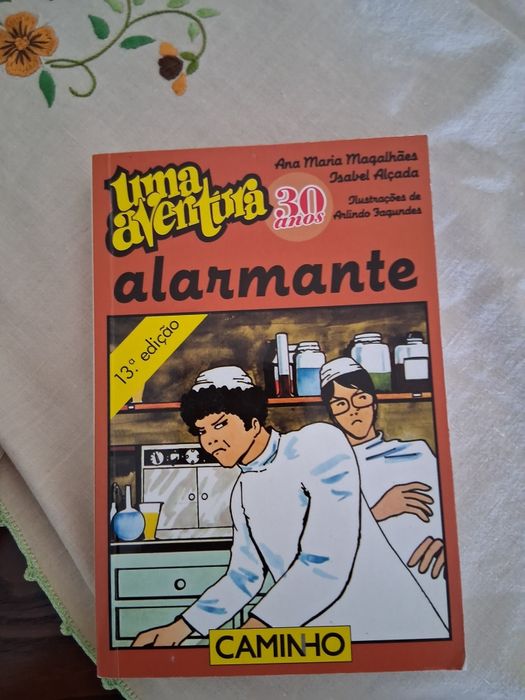 uma
aventura
30
anos
Ana Maria Magalhães
Isabel Alçada
Ilustrações de
Arlindo Fagundes
alarmante
13.ª edição
CAMINHO